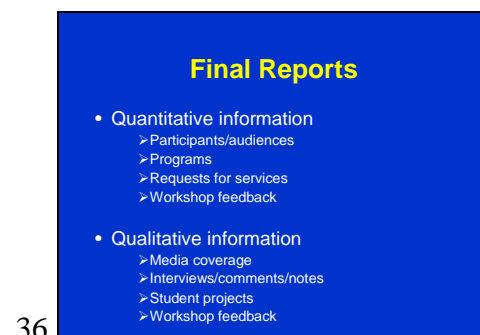 Final Reports
• Quantitative information
➢Participants/audiences
➢Programs
➢Requests for services
➢Workshop feedback
• Qualitative information
➢Media coverage
➢Interviews/comments/notes
➢Student projects
➢Workshop feedback
36